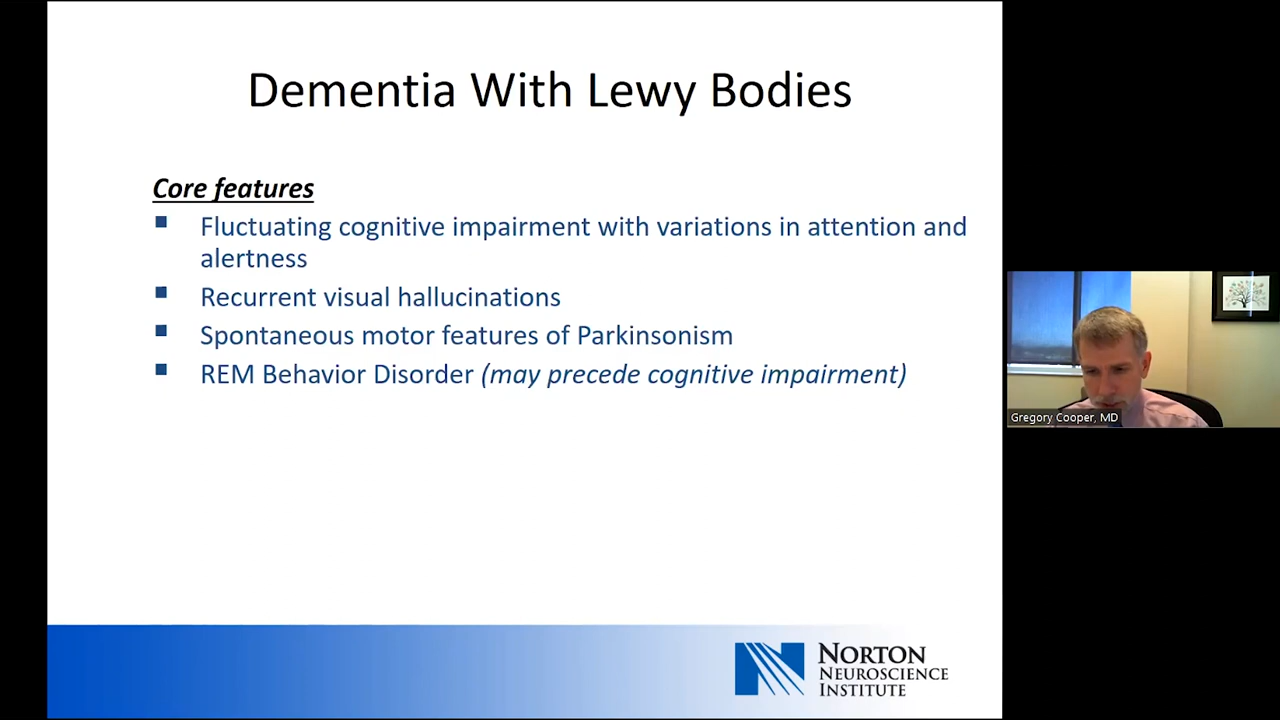 Dementia With Lewy Bodies
Core features
▪ Fluctuating cognitive impairment with variations in attention and
alertness
▪ Recurrent visual hallucinations
▪ Spontaneous motor features of Parkinsonism
▪ REM Behavior Disorder (may precede cognitive impairment)
Gregory Cooper, MD
NORTON
NEUROSCIENCE
INSTITUTE